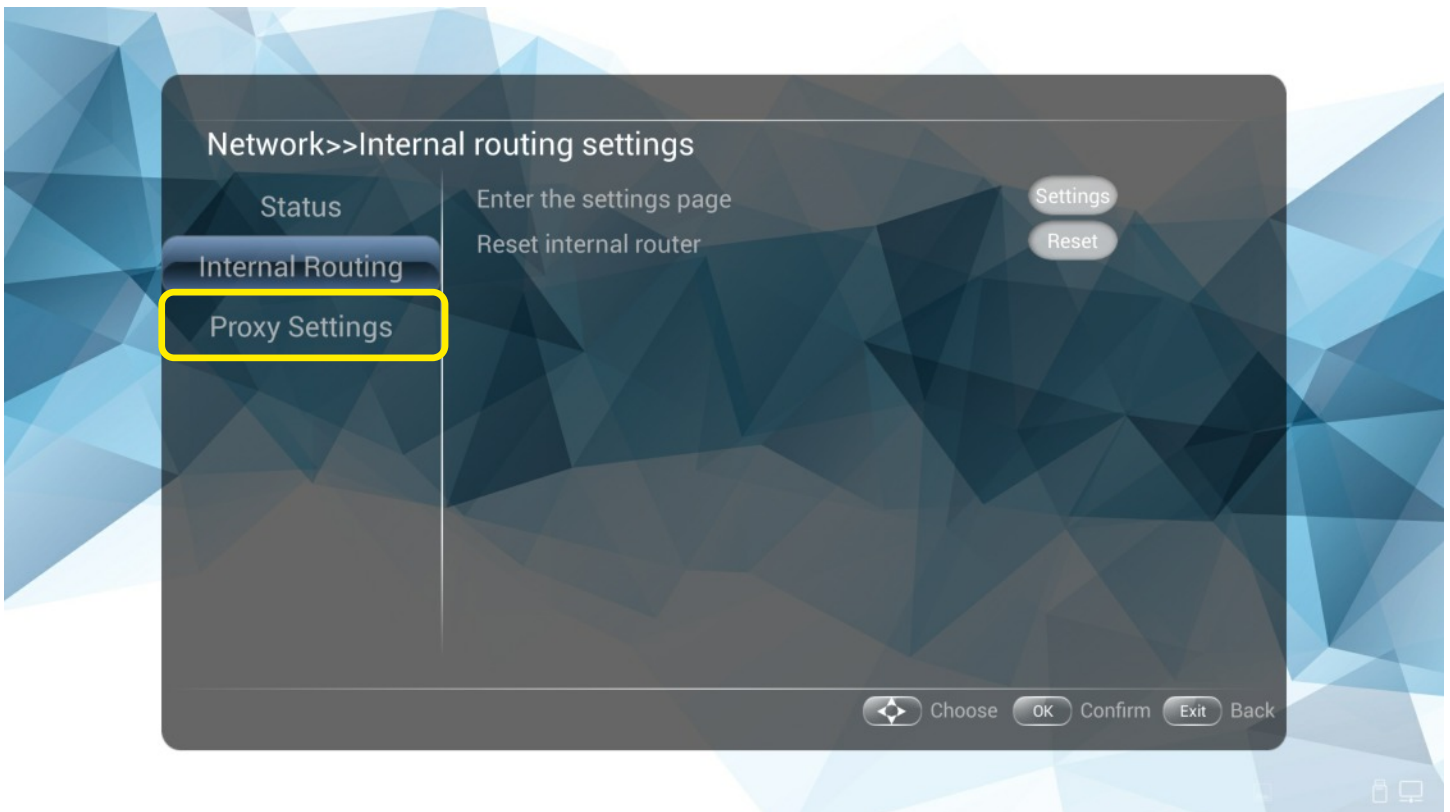 Network>>Internal routing settings
Status
Internal Routing
Proxy Settings
Enter the settings page Settings
Reset internal router Reset
Choose OK Confirm Exit Back